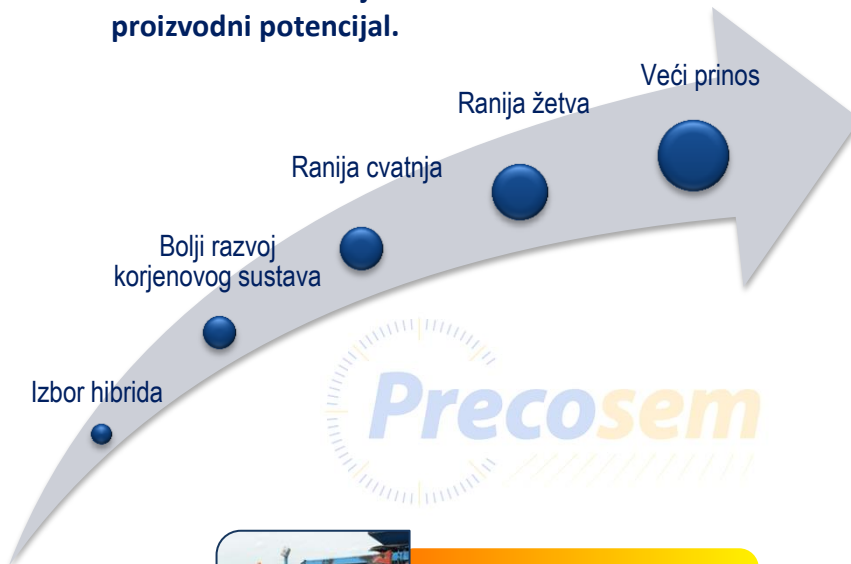 proizvodni potencijal.
Veći prinos
Ranija žetva
Ranija cvatnja
Bolji razvoj
korjenovog sustava
Izbor hibrida
Precosem